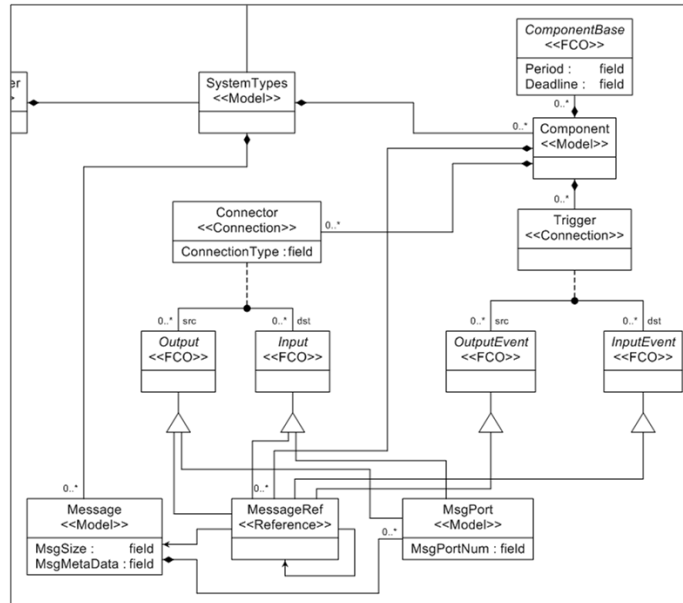 ComponentBase
<<FCO>>
Period : field
Deadline : field
0..*
er
>
SystemTypes
<<Model>>
0..*
Component
<<Model>>
0..*
Connector
<<Connection>>
ConnectionType : field
0..*
Trigger
<<Connection>>
0..* src
0..* dst
0..* src
0..* dst
Output
<<FCO>>
Input
<<FCO>>
OutputEvent
<<FCO>>
InputEvent
<<FCO>>
0..*
Message
<<Model>>
MsgSize : field
MsgMetaData : field
0..*
MessageRef
<<Reference>>
0..*
MsgPort
<<Model>>
MsgPortNum : field